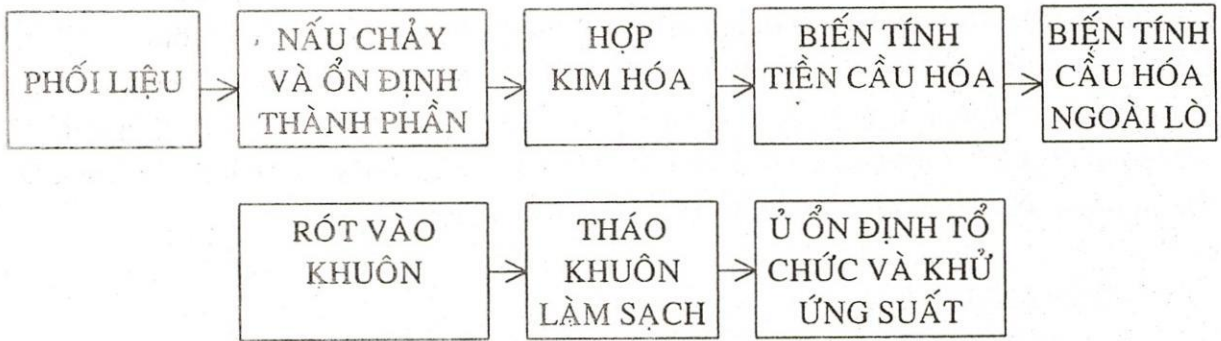 PHỐI LIỆU
NẤU CHẢY
VÀ ỔN ĐỊNH
THÀNH PHẦN
HỢP
KIM HÓA
BIẾN TÍNH
TIỀN CẦU HÓA
BIẾN TÍNH
CẦU HÓA
NGOÀI LÒ
RÓT VÀO
KHUÔN
THÁO
KHUÔN
LÀM SẠCH
Ủ ỔN ĐỊNH TỔ
CHỨC VÀ KHỬ
ỨNG SUẤT